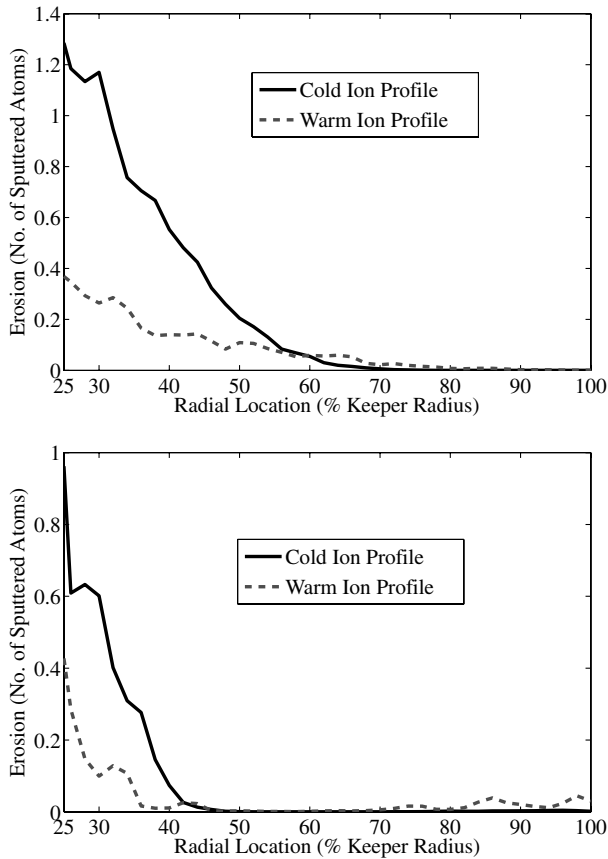 1.4
1.2
1
0.8
0.6
0.4
0.2
0
Erosion (No. of Sputtered Atoms)
Cold Ion Profile
Warm Ion Profile
25 30 40 50 60 70 80 90 100
Radial Location (% Keeper Radius)
1
0.8
0.6
0.4
0.2
0
Erosion (No. of Sputtered Atoms)
Cold Ion Profile
Warm Ion Profile
25 30 40 50 60 70 80 90 100
Radial Location (% Keeper Radius)